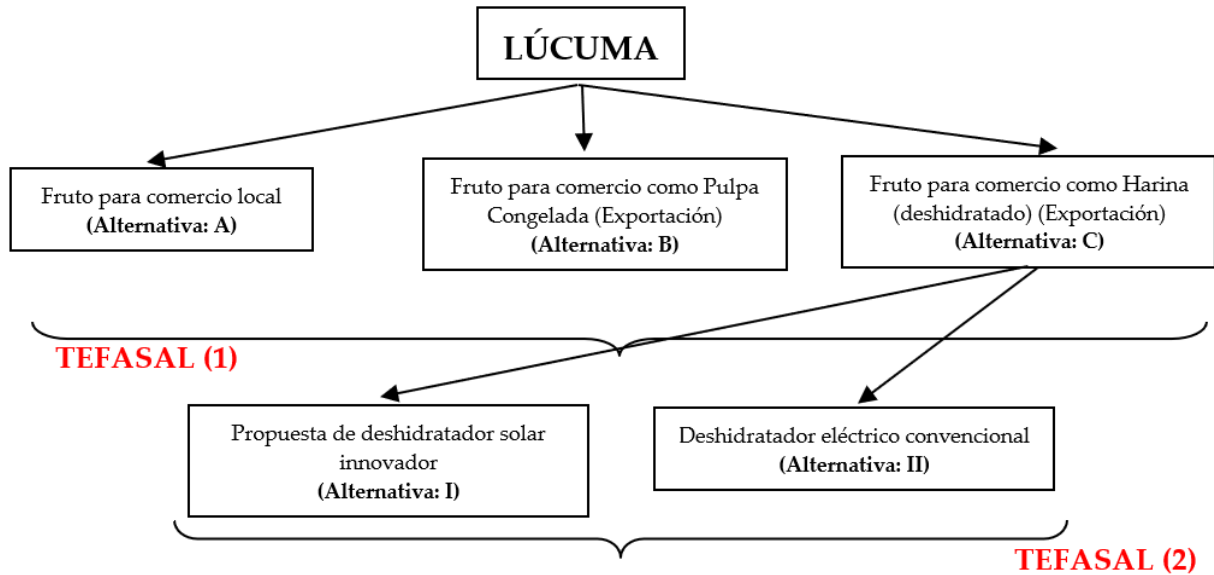 LÚCUMA
Fruto para comercio local
(Alternativa: A)
Fruto para comercio como Pulpa
Congelada (Exportación)
(Alternativa: B)
Fruto para comercio como Harina
(deshidratado) (Exportación)
(Alternativa: C)
TEFASAL (1)
Propuesta de deshidratador solar
innovador
(Alternativa: I)
Deshidratador eléctrico convencional
(Alternativa: II)
TEFASAL (2)